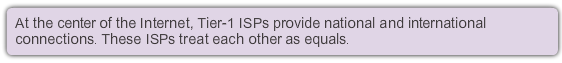 At the center of the Internet, Tier-1 ISPs provide national and international
connections. These ISPs treat each other as equals.